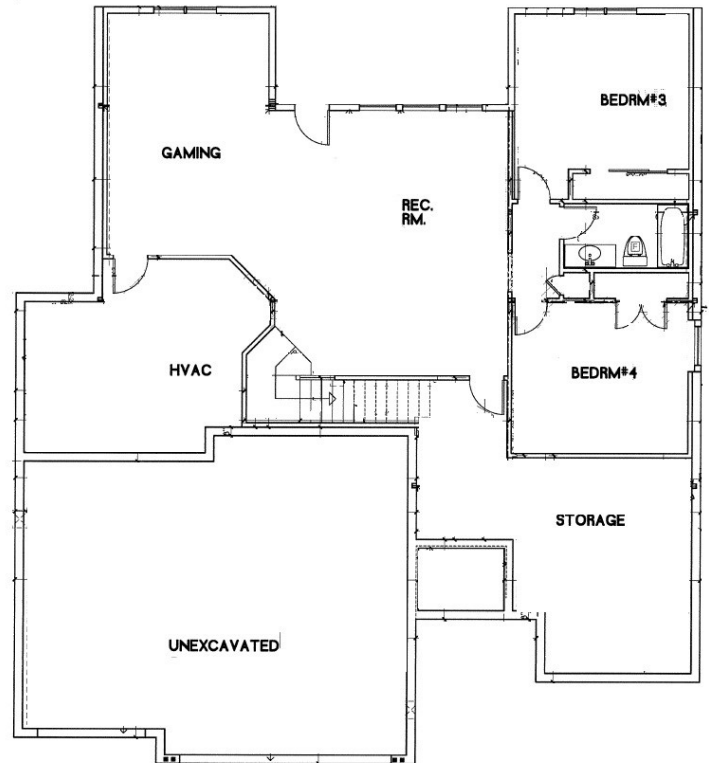 BEDRM#3
GAMING
REC.
RM.
HVAC
BEDRM#4
STORAGE
UNEXCAVATED